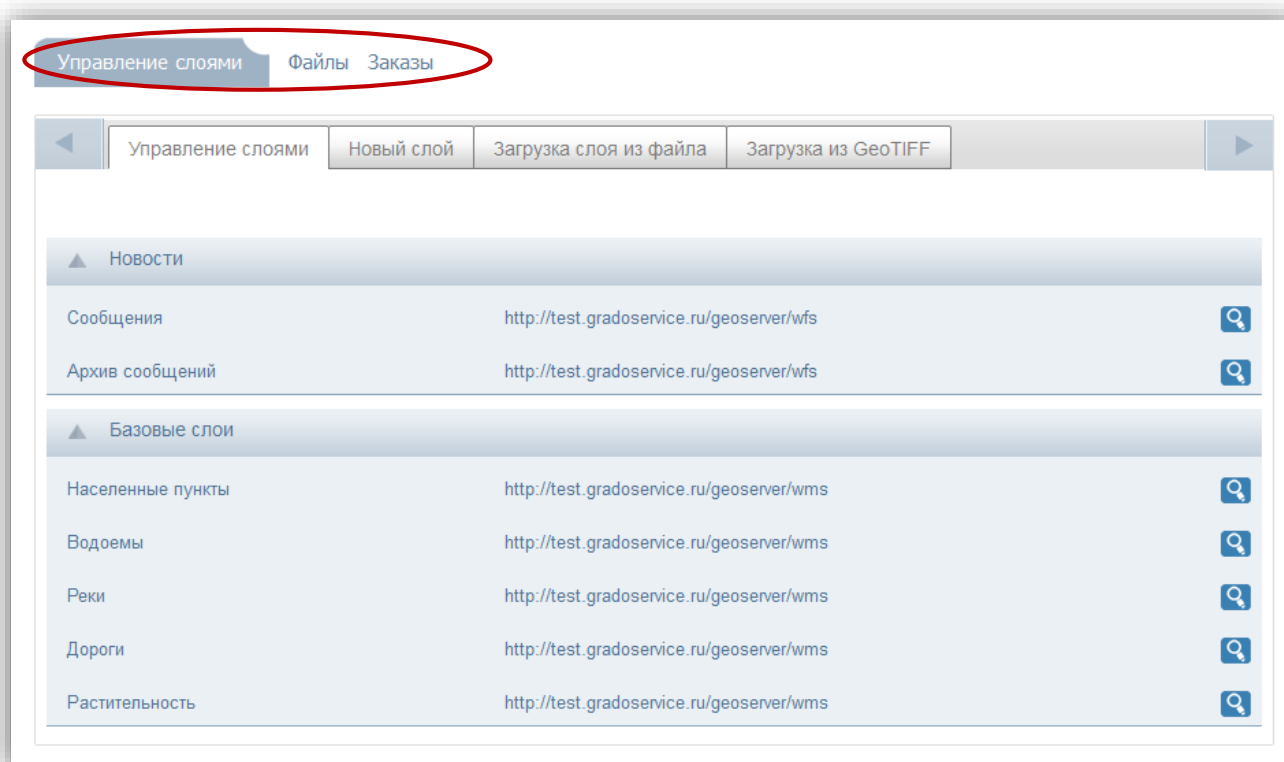 Управление слоями Файлы Заказы
Управление слоями Новый слой Загрузка слоя из файла Загрузка из GeoTIFF
Новости
Сообщения http://test.gradoservice.ru/geoserver/wfs
Архив сообщений http://test.gradoservice.ru/geoserver/wfs
Базовые слои
Населенные пункты http://test.gradoservice.ru/geoserver/wms
Водоемы http://test.gradoservice.ru/geoserver/wms
Реки http://test.gradoservice.ru/geoserver/wms
Дороги http://test.gradoservice.ru/geoserver/wms
Растительность http://test.gradoservice.ru/geoserver/wms